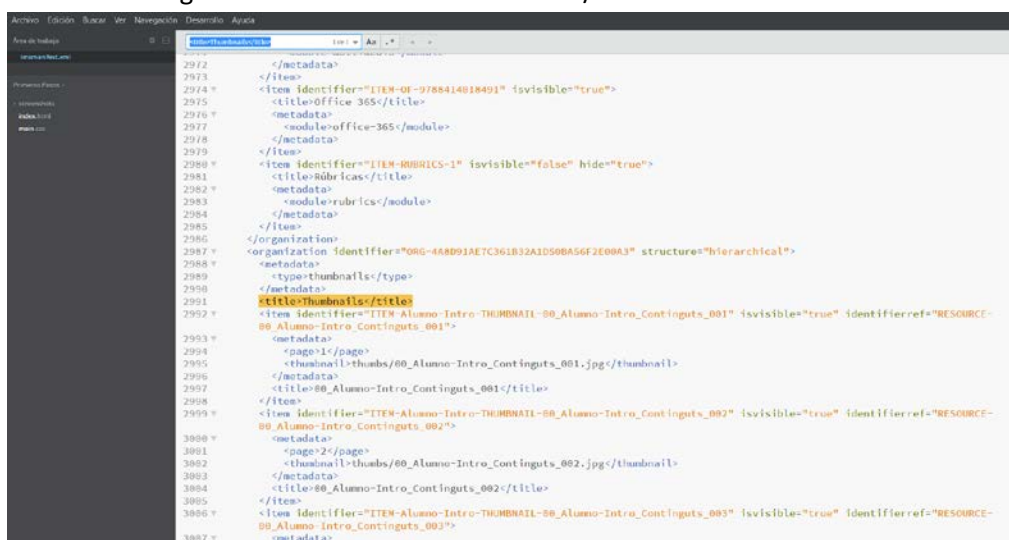 Archivo Edición Buscar Ver Navegación Desarrollo Ayuda
Área de trabajo
<title>Thumbnails</title>
Primeros Pasos
screenshots
index.html
main.css
2972 </metadata>
2973 </item>
2974 <item identifier="ITEM-OF-9788414018491" isvisible="true">
2975 <title>Office 365</title>
2976 <metadata>
2977 <module>office-365</module>
2978 </metadata>
2979 </item>
2980 <item identifier="ITEM-RUBRICS-1" isvisible="false" hide="true">
2981 <title>Rúbricas</title>
2982 <metadata>
2983 <module>rubrics</module>
2984 </metadata>
2985 </item>
2986 </organization>
2987 <organization identifier="ORG-4A8D91AE7C361B32A1D50BA56F2E00A3" structure="hierarchical">
2988 <metadata>
2989 <type>thumbnails</type>
2990 </metadata>
2991 <title>Thumbnails</title>
2992 <item identifier="ITEM-Alumno-Intro-THUMBNAIL-00_Alumno-Intro_Continguts_001" isvisible="true" identifierref="RESOURCE-
00_Alumno-Intro_Continguts_001">
2993 <metadata>
2994 <page>1</page>
2995 <thumbnail>thumbs/00_Alumno-Intro_Continguts_001.jpg</thumbnail>
2996 </metadata>
2997 <title>00_Alumno-Intro_Continguts_001</title>
2998 </item>
2999 <item identifier="ITEM-Alumno-Intro-THUMBNAIL-00_Alumno-Intro_Continguts_002" isvisible="true" identifierref="RESOURCE-
00_Alumno-Intro_Continguts_002">
3000 <metadata>
3001 <page>2</page>
3002 <thumbnail>thumbs/00_Alumno-Intro_Continguts_002.jpg</thumbnail>
3003 </metadata>
3004 <title>00_Alumno-Intro_Continguts_002</title>
3005 </item>
3006 <item identifier="ITEM-Alumno-Intro-THUMBNAIL-00_Alumno-Intro_Continguts_003" isvisible="true" identifierref="RESOURCE-
00_Alumno-Intro_Continguts_003">
3007 <metadata>